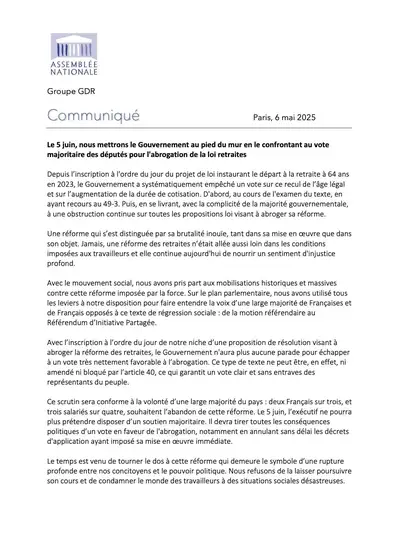 ASSEMBLÉE
NATIONALE
Groupe GDR
Communiqué
Paris, 6 mai 2025
Le 5 juin, nous mettrons le Gouvernement au pied du mur en le confrontant au vote
majoritaire des députés pour l'abrogation de la loi retraites
Depuis l'inscription à l'ordre du jour du projet de loi instaurant le départ à la retraite à 64 ans
en 2023, le Gouvernement a systématiquement empêché un vote sur ce recul de l'âge légal
et sur l'augmentation de la durée de cotisation. D'abord, au cours de l'examen du texte, en
ayant recours au 49-3. Puis, en se livrant, avec la complicité de la majorité gouvernementale,
à une obstruction continue sur toutes les propositions loi visant à abroger sa réforme.
Une réforme qui s'est distinguée par sa brutalité inouïe, tant dans sa mise en œuvre que dans
son objet. Jamais, une réforme des retraites n'était allée aussi loin dans les conditions
imposées aux travailleurs et elle continue aujourd'hui de nourrir un sentiment d'injustice
profond.
Avec le mouvement social, nous avons pris part aux mobilisations historiques et massives
contre cette réforme imposée par la force. Sur le plan parlementaire, nous avons utilisé tous
les leviers à notre disposition pour faire entendre la voix d'une large majorité de Françaises et
de Français opposés à ce texte de régression sociale : de la motion référendaire au
Référendum d'Initiative Partagée.
Avec l'inscription à l'ordre du jour de notre niche d'une proposition de résolution visant à
abroger la réforme des retraites, le Gouvernement n'aura plus aucune parade pour échapper
à un vote très nettement favorable à l'abrogation. Ce type de texte ne peut être, en effet, ni
amendé ni bloqué par l'article 40, ce qui garantit un vote clair et sans entraves des
représentants du peuple.
Ce scrutin sera conforme à la volonté d'une large majorité du pays : deux Français sur trois, et
trois salariés sur quatre, souhaitent l'abandon de cette réforme. Le 5 juin, l'exécutif ne pourra
plus prétendre disposer d'un soutien majoritaire. Il devra tirer toutes les conséquences
politiques d'un vote en faveur de l'abrogation, notamment en annulant sans délai les décrets
d'application ayant imposé sa mise en œuvre immédiate.
Le temps est venu de tourner le dos à cette réforme qui demeure le symbole d'une rupture
profonde entre nos concitoyens et le pouvoir politique. Nous refusons de la laisser poursuivre
son cours et de condamner le monde des travailleurs à des situations sociales désastreuses.